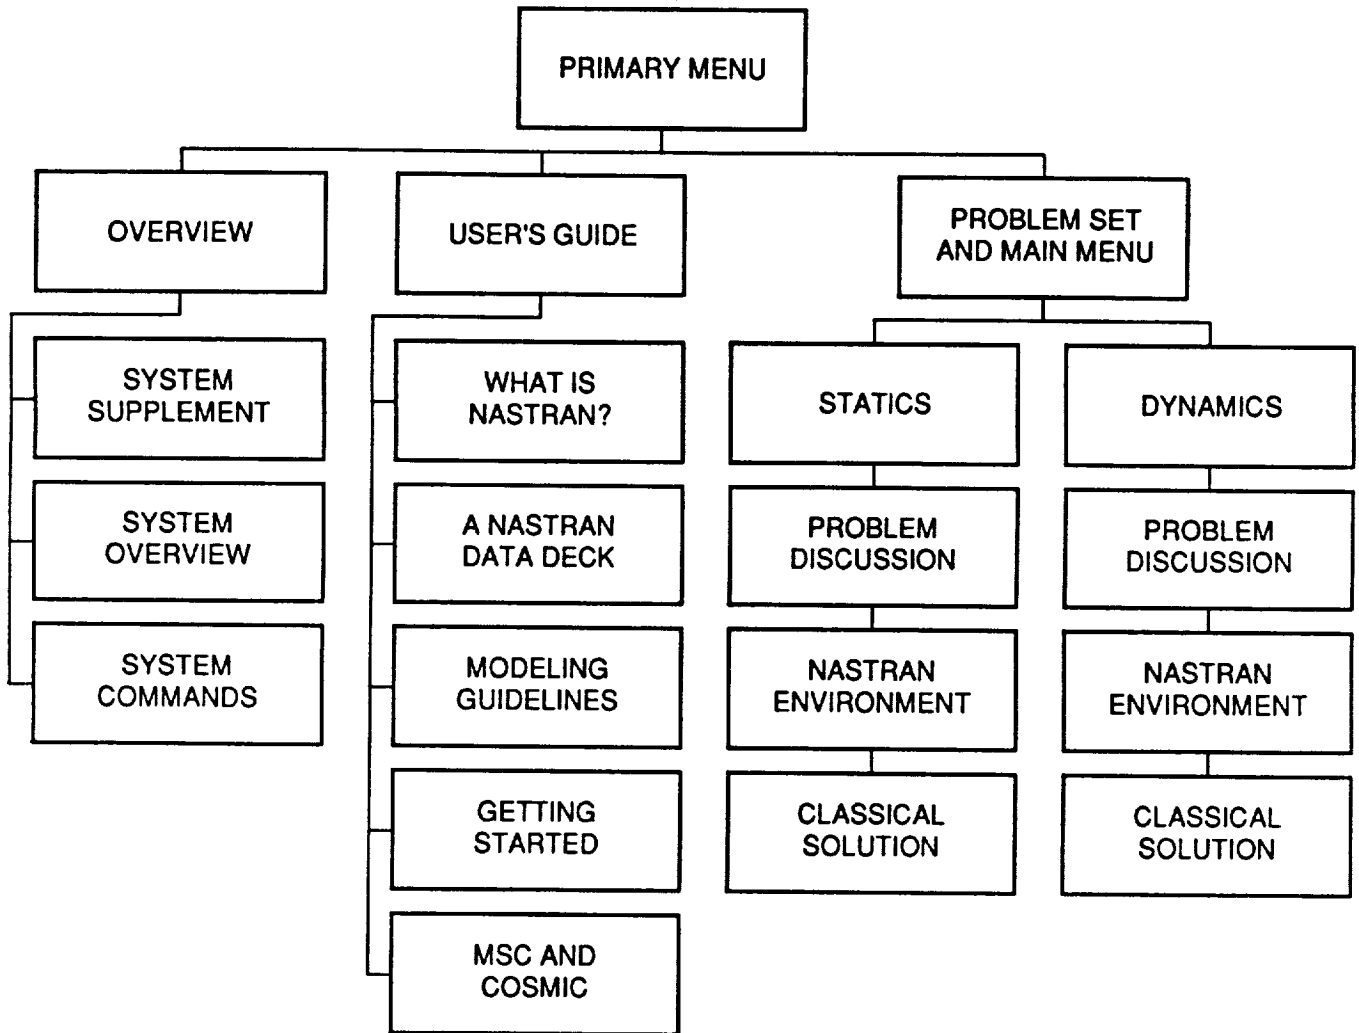 PRIMARY MENU
OVERVIEW
USER'S GUIDE
PROBLEM SET
AND MAIN MENU
SYSTEM
SUPPLEMENT
SYSTEM
OVERVIEW
SYSTEM
COMMANDS
WHAT IS
NASTRAN?
A NASTRAN
DATA DECK
MODELING
GUIDELINES
GETTING
STARTED
MSC AND
COSMIC
STATICS
PROBLEM
DISCUSSION
NASTRAN
ENVIRONMENT
CLASSICAL
SOLUTION
DYNAMICS
PROBLEM
DISCUSSION
NASTRAN
ENVIRONMENT
CLASSICAL
SOLUTION